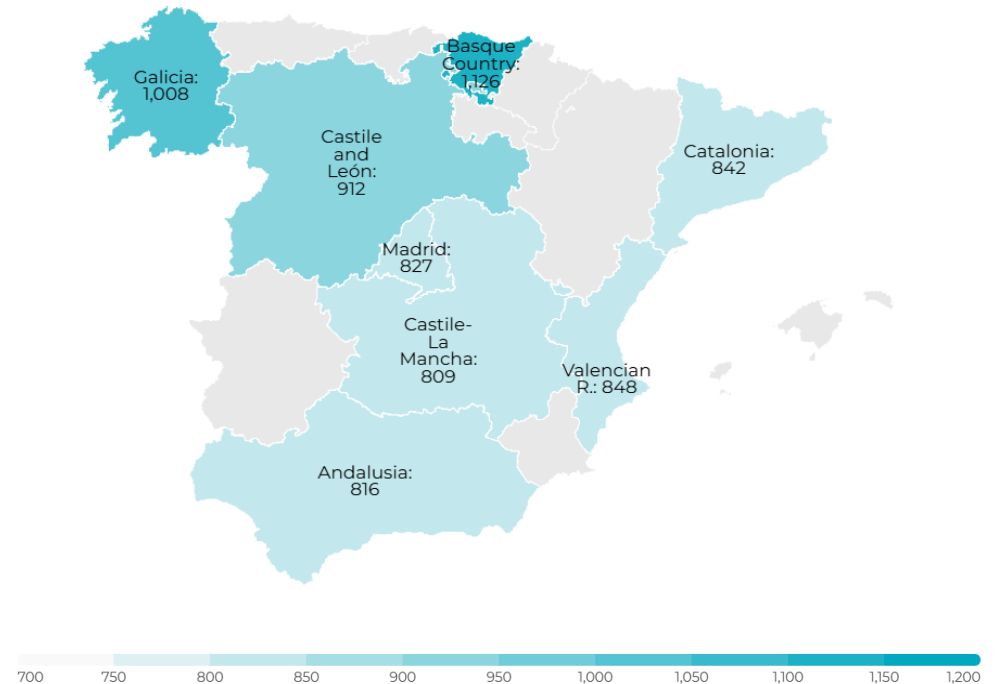 Basque
Country:
1,126
Galicia:
1,008
Castile
and
León:
912
Catalonia:
842
Madrid:
827
Castile-
La
Mancha:
809
Valencian
R.: 848
Andalusia:
816
700 750 800 850 900 950 1,000 1,050 1,100 1,150 1,200